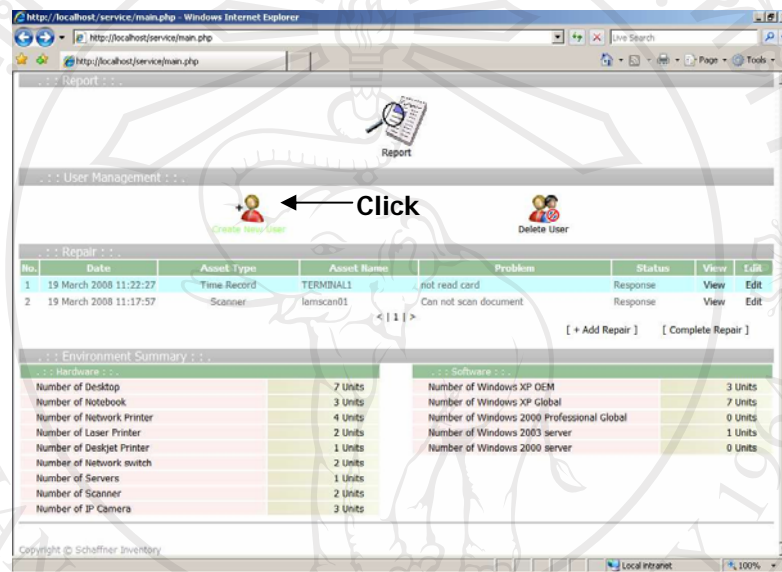 http://localhost/service/main.php - Windows Internet Explorer
http://localhost/service/main.php
Live Search
http://localhost/service/main.php
Page
Tools
. : : Report : : .
Report
. : : User Management : : .
Create New User
Click
Delete User
. : : Repair : : .
No. Date Asset Type Asset Name Problem Status View Edit
1 19 March 2008 11:22:27 Time Record TERMINAL1 not read card Response View Edit
2 19 March 2008 11:17:57 Scanner lamscan01 Can not scan document Response View Edit
< | 1 | >
[ + Add Repair ] [ Complete Repair ]
. : : Environment Summary : : .
. : : Hardware : : .
Number of Desktop 7 Units
Number of Notebook 3 Units
Number of Network Printer 4 Units
Number of Laser Printer 2 Units
Number of Deskjet Printer 1 Units
Number of Network switch 2 Units
Number of Servers 1 Units
Number of Scanner 2 Units
Number of IP Camera 3 Units
. : : Software : : .
Number of Windows XP OEM 3 Units
Number of Windows XP Global 7 Units
Number of Windows 2000 Professional Global 0 Units
Number of Windows 2003 server 1 Units
Number of Windows 2000 server 0 Units
Copyright © Schaffner Inventory
Local intranet
100%